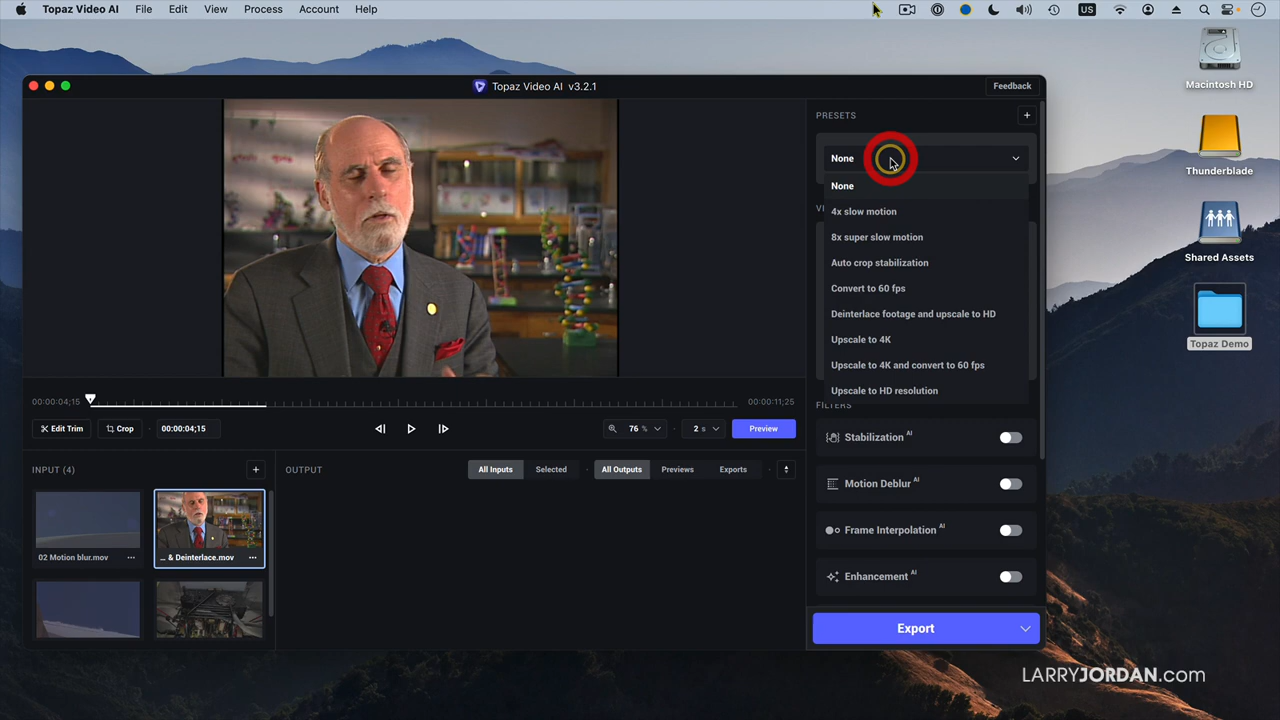 Topaz Video AI File Edit View Process Account Help
US
Topaz Video AI v3.2.1
Feedback
Macintosh HD
Thunderblade
Shared Assets
Topaz Demo
PRESETS
None
None
4x slow motion
8x super slow motion
Auto crop stabilization
Convert to 60 fps
Deinterlace footage and upscale to HD
Upscale to 4K
Upscale to 4K and convert to 60 fps
Upscale to HD resolution
VI
FILTERS
Stabilization AI
Motion Deblur AI
Frame Interpolation AI
Enhancement AI
Export
00:00:04;15
00:00:11;25
Edit Trim
Crop
00:00:04;15
76 %
2 s
Preview
INPUT (4)
OUTPUT
All Inputs
Selected
All Outputs
Previews
Exports
02 Motion blur.mov
... & Deinterlace.mov
LARRYJORDAN.com